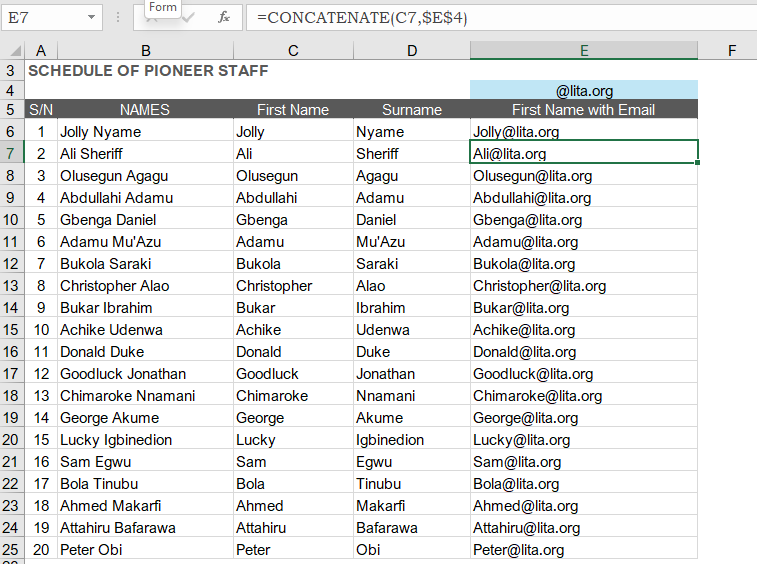 Form
E7 fx =CONCATENATE(C7,$E$4)
A B C D E F
3 SCHEDULE OF PIONEER STAFF
4 @lita.org
5 S/N NAMES First Name Surname First Name with Email
6 1 Jolly Nyame Jolly Nyame Jolly@lita.org
7 2 Ali Sheriff Ali Sheriff Ali@lita.org
8 3 Olusegun Agagu Olusegun Agagu Olusegun@lita.org
9 4 Abdullahi Adamu Abdullahi Adamu Abdullahi@lita.org
10 5 Gbenga Daniel Gbenga Daniel Gbenga@lita.org
11 6 Adamu Mu'Azu Adamu Mu'Azu Adamu@lita.org
12 7 Bukola Saraki Bukola Saraki Bukola@lita.org
13 8 Christopher Alao Christopher Alao Christopher@lita.org
14 9 Bukar Ibrahim Bukar Ibrahim Bukar@lita.org
15 10 Achike Udenwa Achike Udenwa Achike@lita.org
16 11 Donald Duke Donald Duke Donald@lita.org
17 12 Goodluck Jonathan Goodluck Jonathan Goodluck@lita.org
18 13 Chimaroke Nnamani Chimaroke Nnamani Chimaroke@lita.org
19 14 George Akume George Akume George@lita.org
20 15 Lucky Igbinedion Lucky Igbinedion Lucky@lita.org
21 16 Sam Egwu Sam Egwu Sam@lita.org
22 17 Bola Tinubu Bola Tinubu Bola@lita.org
23 18 Ahmed Makarfi Ahmed Makarfi Ahmed@lita.org
24 19 Attahiru Bafarawa Attahiru Bafarawa Attahiru@lita.org
25 20 Peter Obi Peter Obi Peter@lita.org